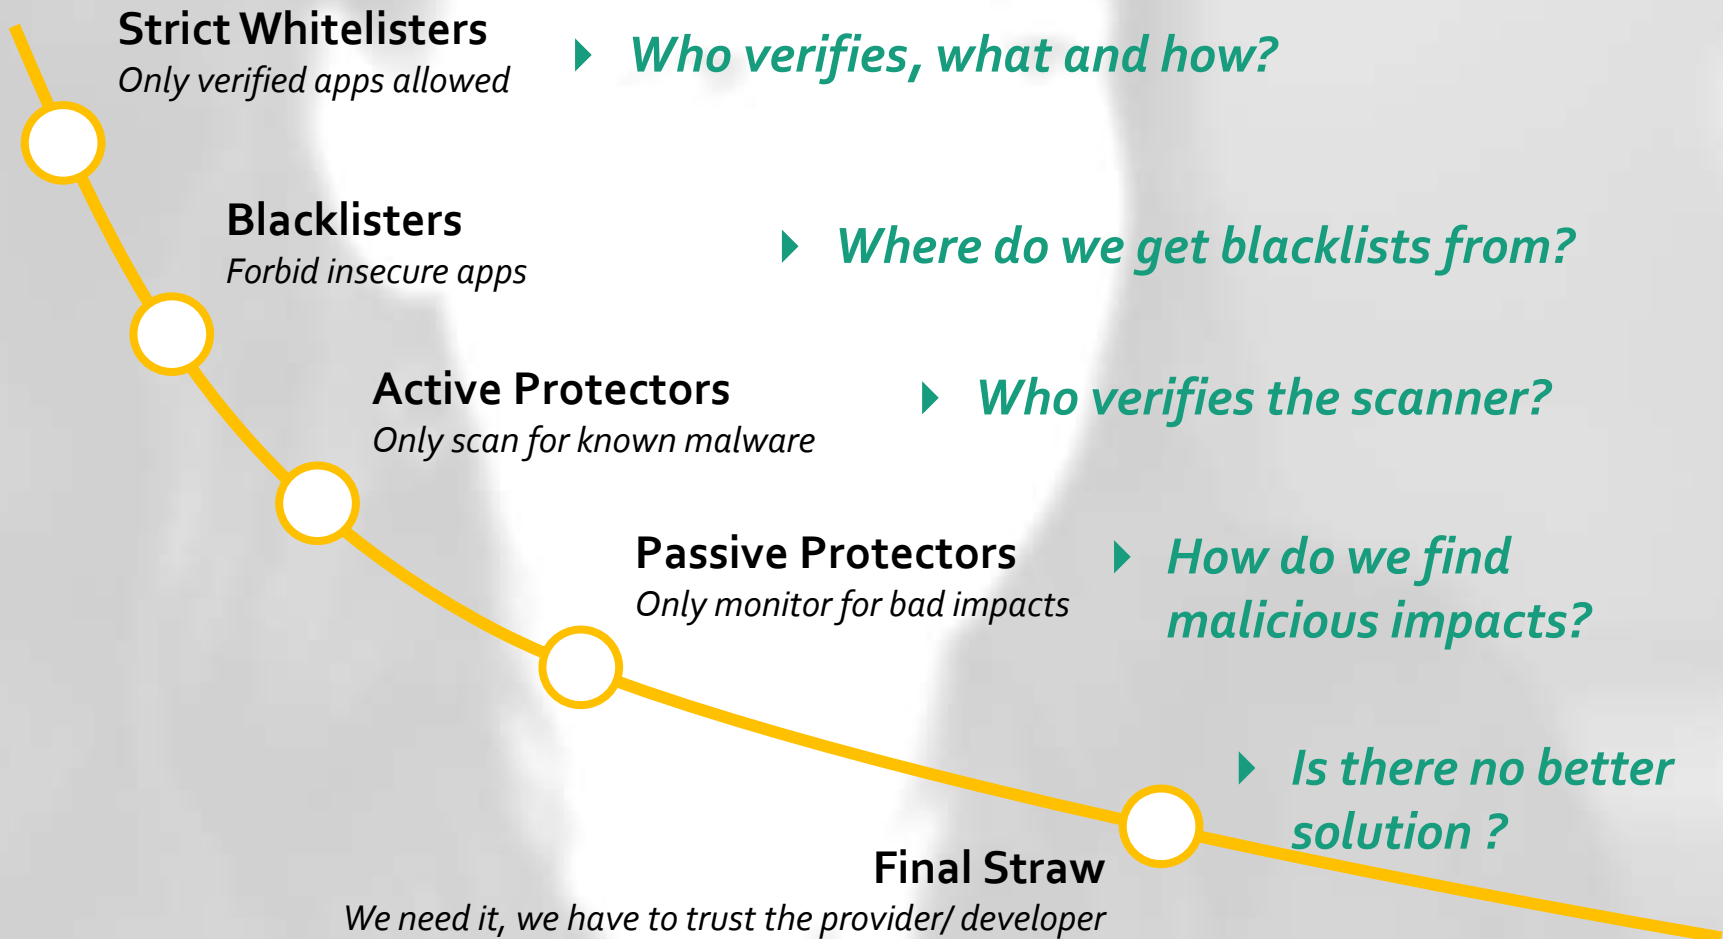 Strict Whitelisters
Only verified apps allowed
Who verifies, what and how?
Blacklisters
Forbid insecure apps
Where do we get blacklists from?
Active Protectors
Only scan for known malware
Who verifies the scanner?
Passive Protectors
Only monitor for bad impacts
How do we find
malicious impacts?
Is there no better
solution ?
Final Straw
We need it, we have to trust the provider/ developer